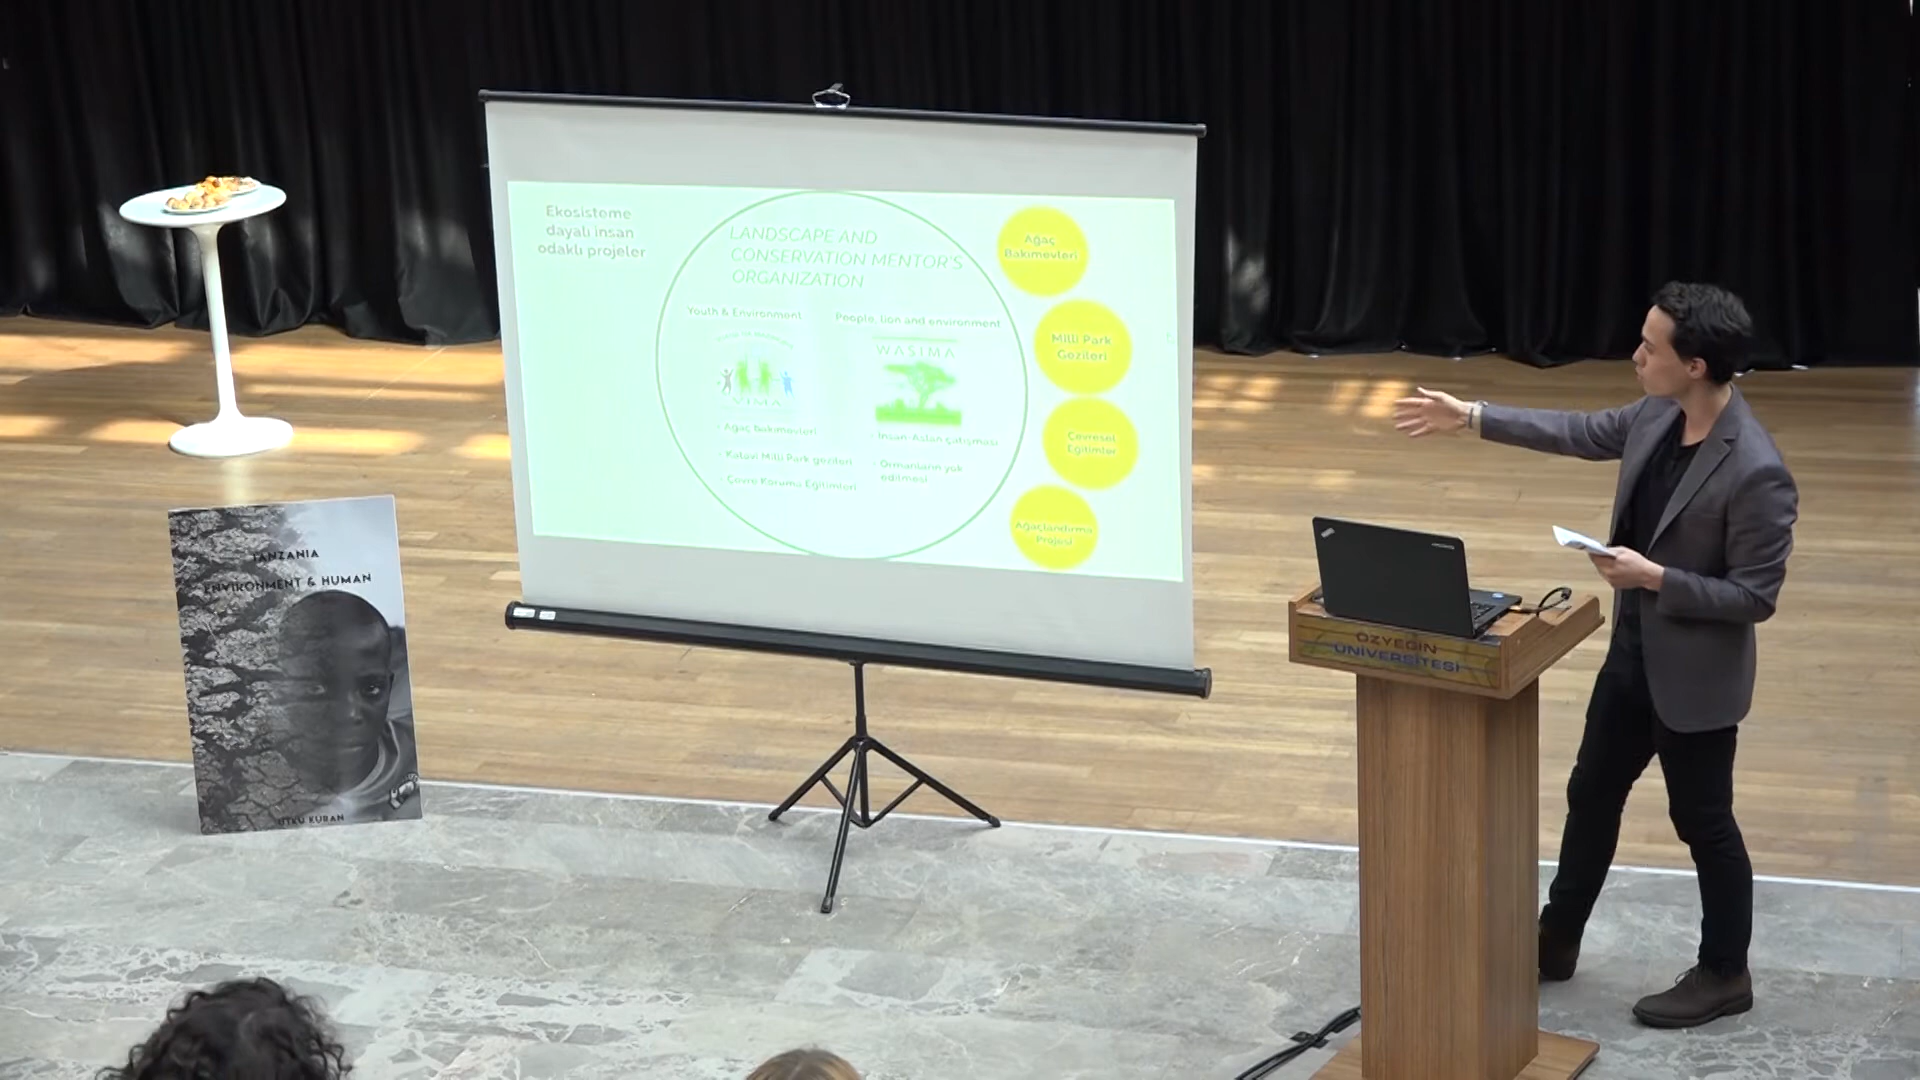 Ekosisteme
dayalı insan
odaklı projeler
LANDSCAPE AND
CONSERVATION MENTOR'S
ORGANIZATION
Youth & Environment
VIMA
- Ağaç bakımevleri
- Katavi Milli Park gezileri
- Çevre Koruma Eğitimleri
People, lion and environment
WASIMA
- İnsan-Aslan çatışması
- Ormanların yok
edilmesi
Ağaç
Bakımevleri
Milli Park
Gezileri
Çevresel
Eğitimler
Ağaçlandırma
Projesi
TANZANIA
ENVIRONMENT & HUMAN
UTKU KURAN
ÖZYEĞİN
ÜNİVERSİTESİ